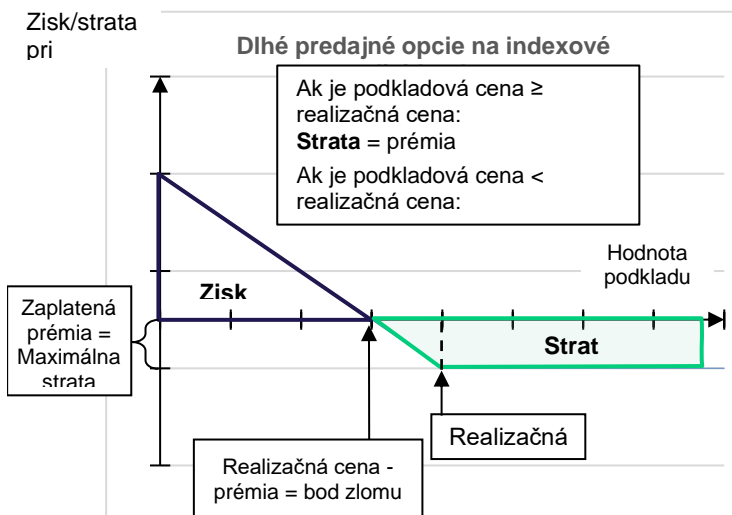 Zisk/strata
pri
Dlhé predajné opcie na indexové
Ak je podkladová cena ≥
realizačná cena:
Strata = prémia
Ak je podkladová cena <
realizačná cena:
Hodnota
podkladu
Zisk
Zaplatená
prémia =
Maximálna
strata
Strat
Realizačná
Realizačná cena -
prémia = bod zlomu